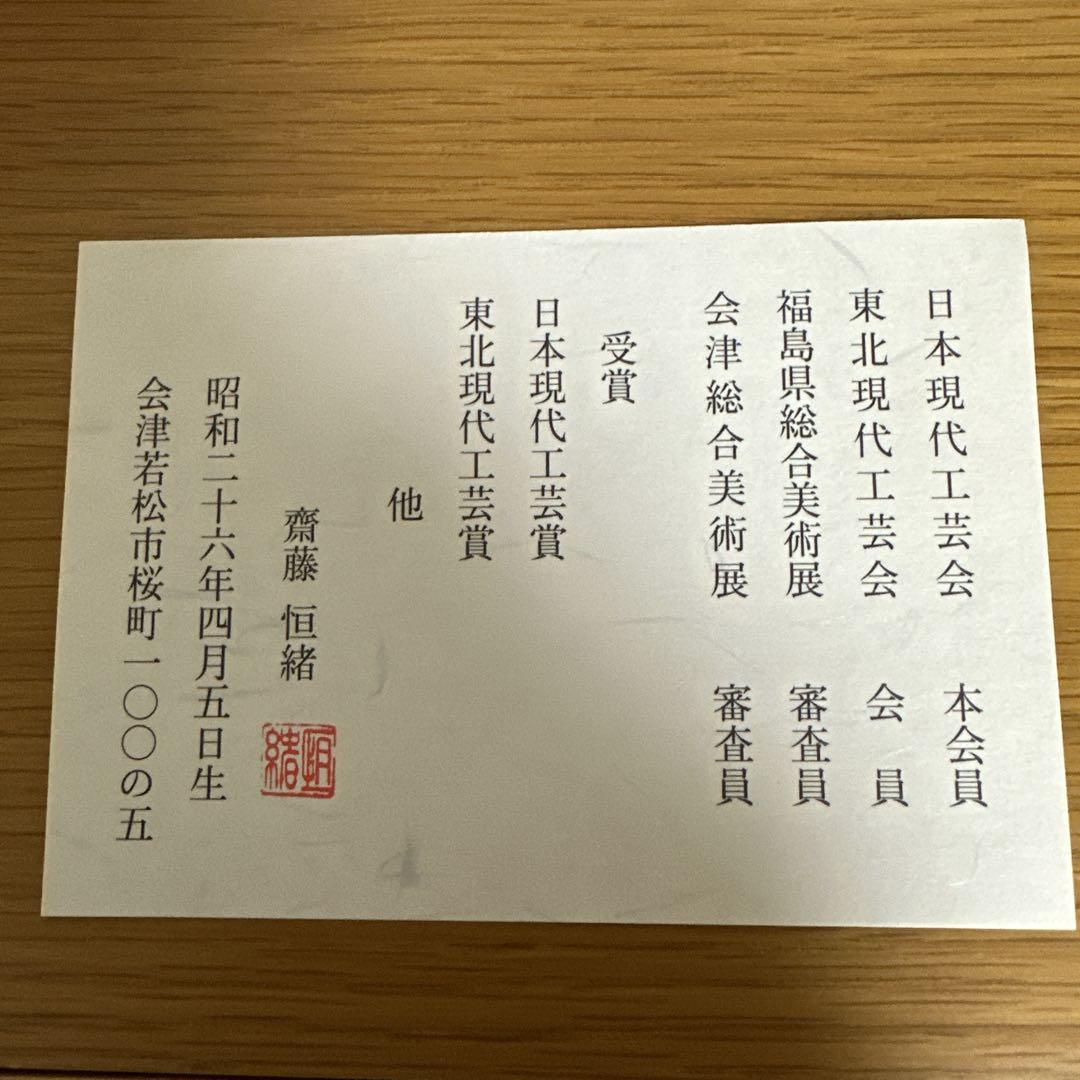 日本現代工芸会 本会員
東北現代工芸会 会員
福島県総合美術展 審査員
会津総合美術展 審査員
受賞
日本現代工芸賞
東北現代工芸賞
他
齋藤 恒緒
昭和二十六年四月五日生
会津若松市桜町一〇〇の五
恒緒